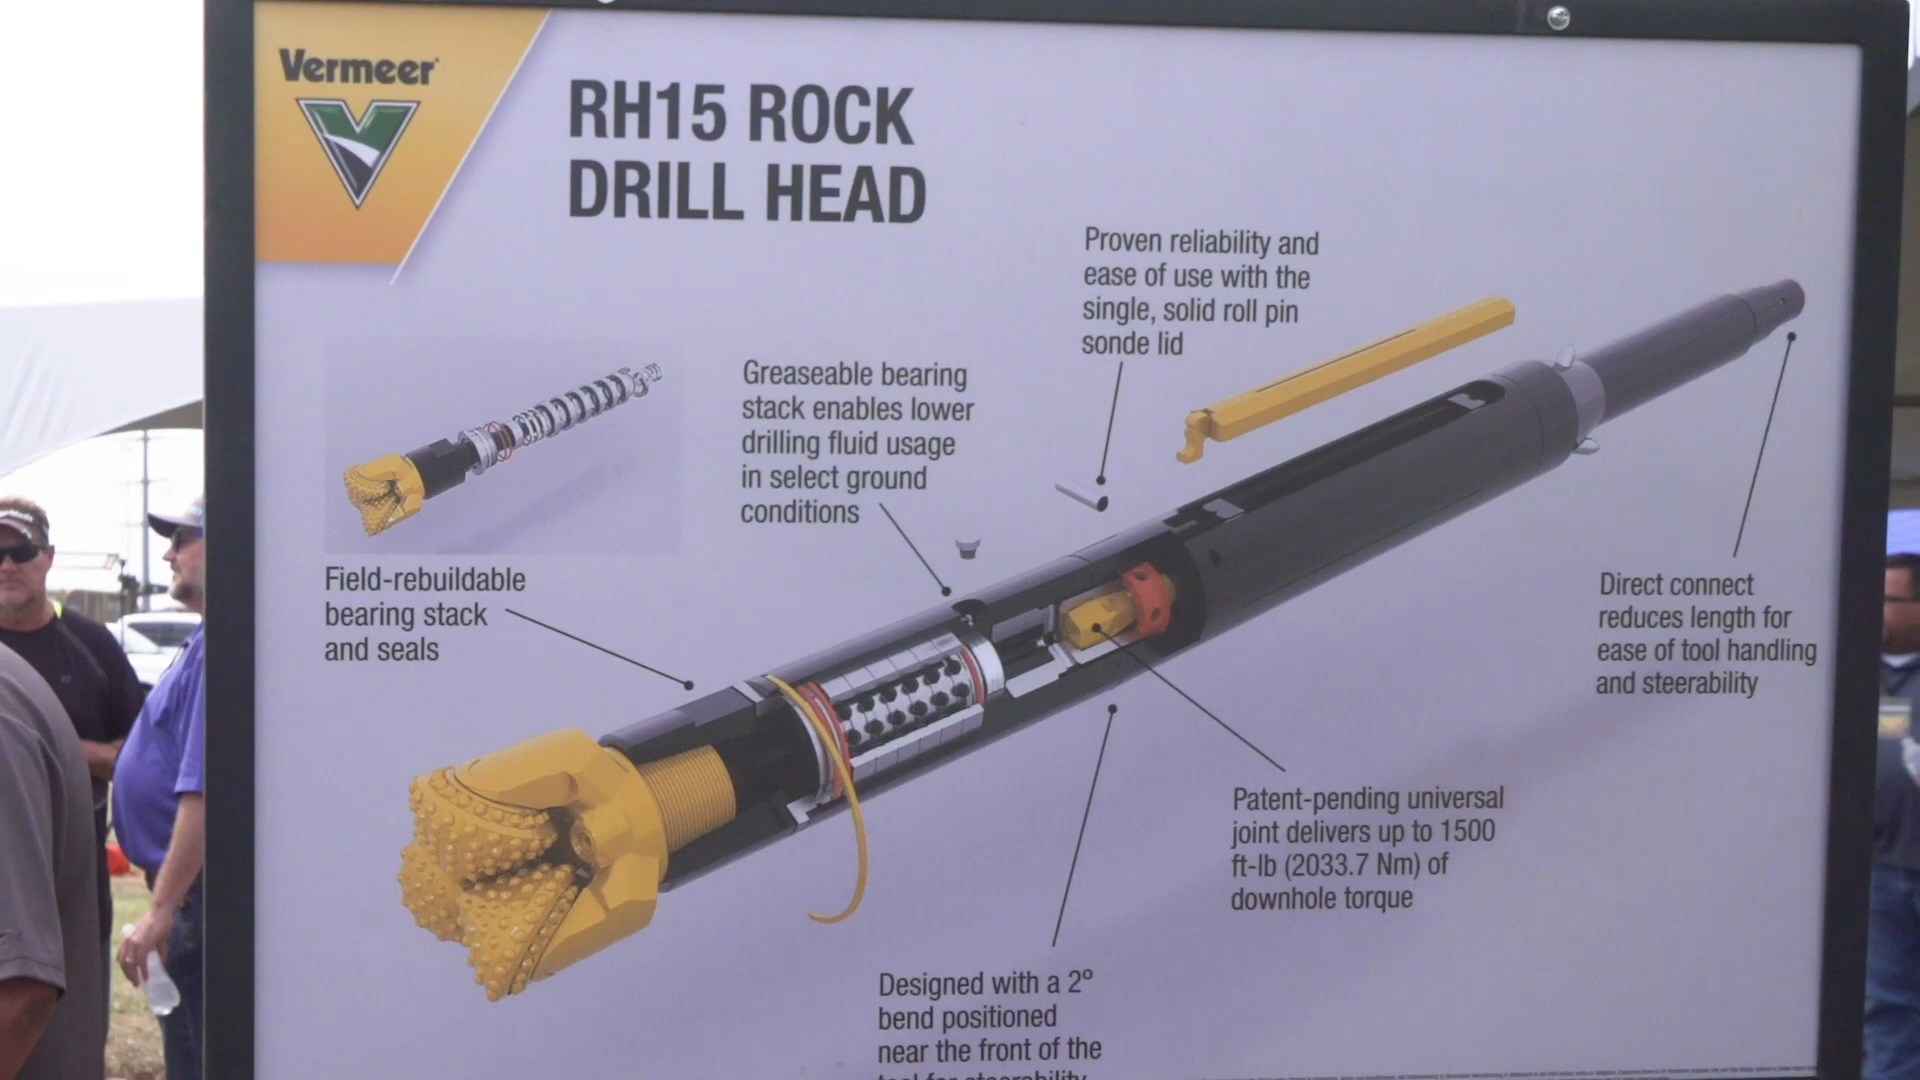 Vermeer
RH15 ROCK
DRILL HEAD
Proven reliability and
ease of use with the
single, solid roll pin
sonde lid
Greaseable bearing
stack enables lower
drilling fluid usage
in select ground
conditions
Field-rebuildable
bearing stack
and seals
Direct connect
reduces length for
ease of tool handling
and steerability
Patent-pending universal
joint delivers up to 1500
ft-lb (2033.7 Nm) of
downhole torque
Designed with a 2°
bend positioned
near the front of the
tool for steerability